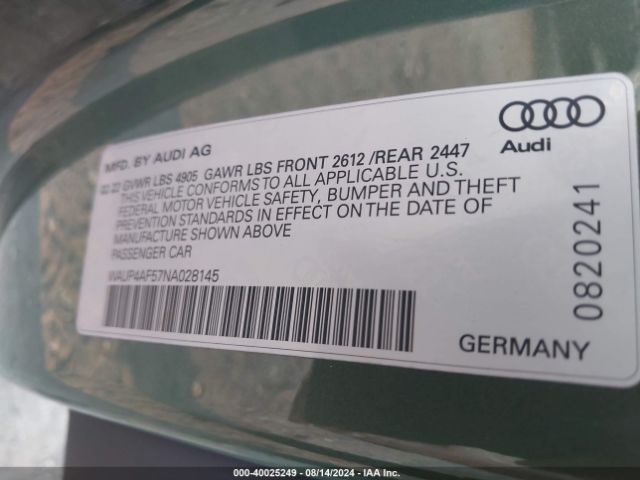 MFD. BY AUDI AG
02 22 GVWR LBS 4905 GAWR LBS FRONT 2612 /REAR 2447
THIS VEHICLE CONFORMS TO ALL APPLICABLE U.S.
FEDERAL MOTOR VEHICLE SAFETY, BUMPER AND THEFT
PREVENTION STANDARDS IN EFFECT ON THE DATE OF
MANUFACTURE SHOWN ABOVE
PASSENGER CAR
WAUP4AF57NA028145
Audi
0820241
GERMANY
000-40025249 - 08/14/2024 - IAA Inc.